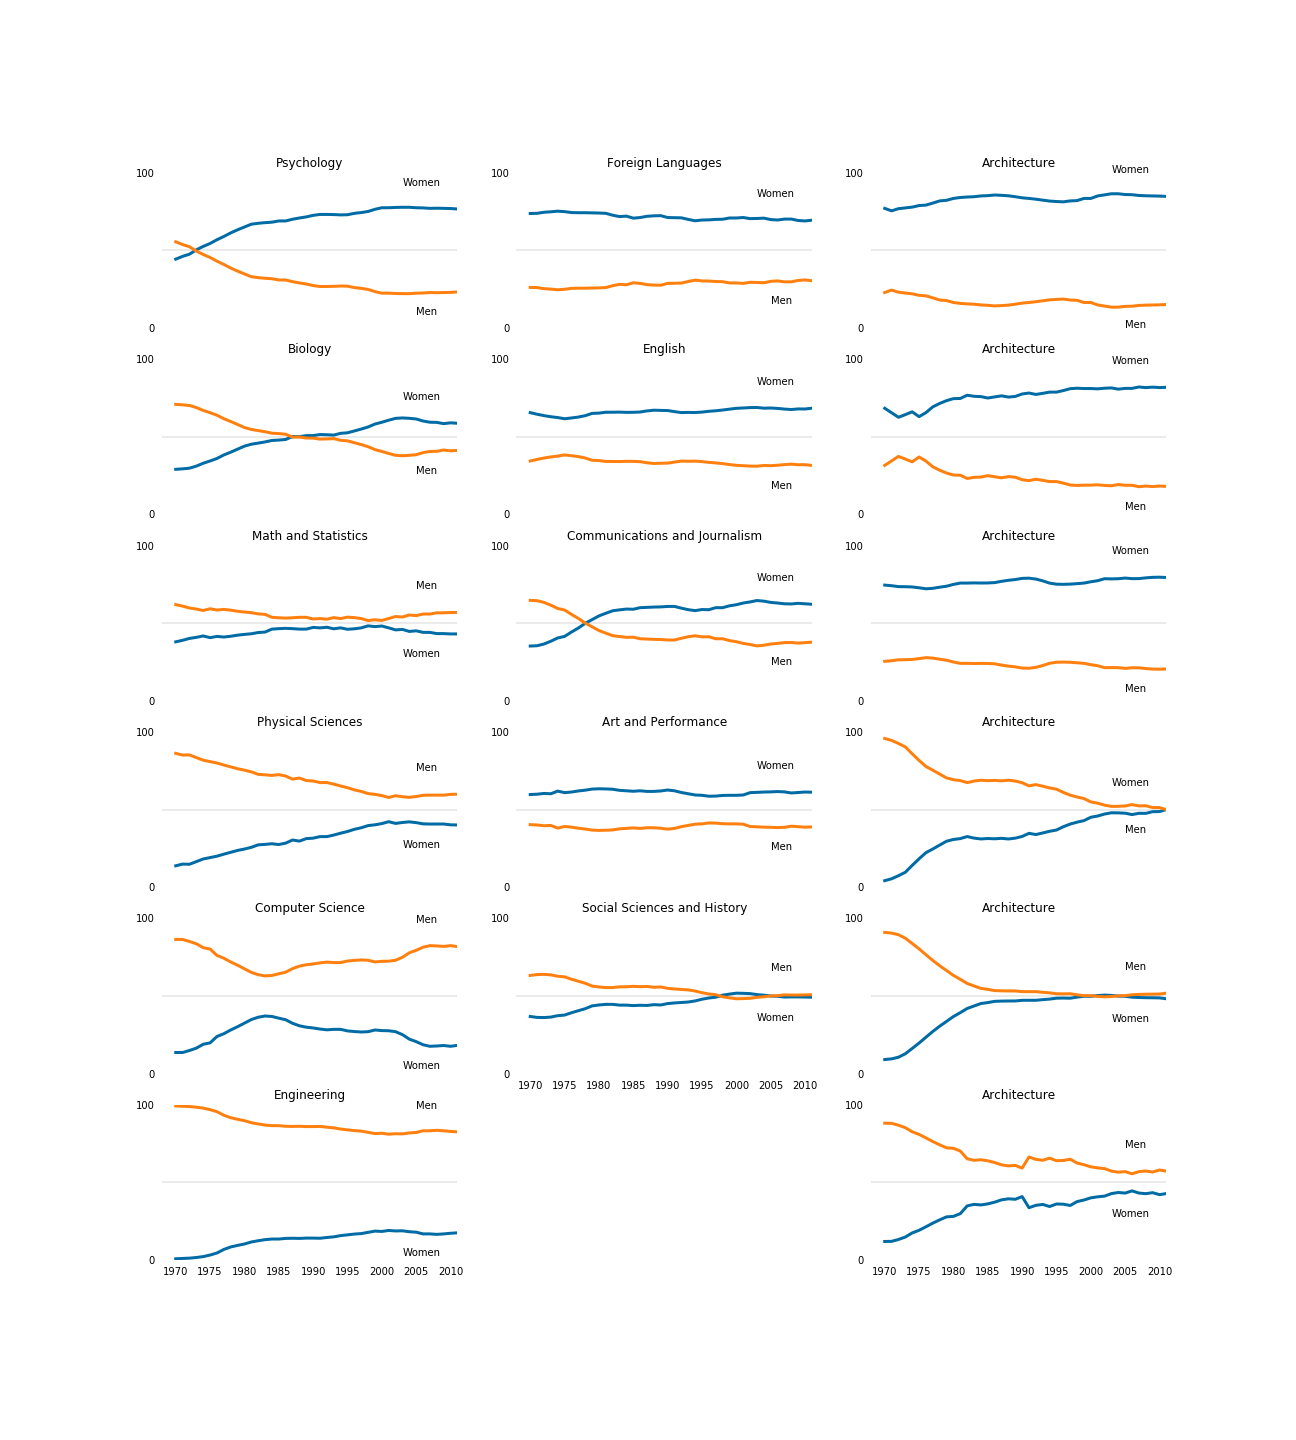 Psychology
100
Women
Men
0
Foreign Languages
100
Women
Men
0
Architecture
100
Women
Men
0
Biology
100
Women
Men
0
English
100
Women
Men
0
Architecture
100
Women
Men
0
Math and Statistics
100
Men
Women
0
Communications and Journalism
100
Women
Men
0
Architecture
100
Women
Men
0
Physical Sciences
100
Men
Women
0
Art and Performance
100
Women
Men
0
Architecture
100
Women
Men
0
Computer Science
100
Men
Women
0
Social Sciences and History
100
Men
Women
0
1970 1975 1980 1985 1990 1995 2000 2005 2010
Architecture
100
Men
Women
0
Engineering
100
Men
Women
0
1970 1975 1980 1985 1990 1995 2000 2005 2010
Architecture
100
Men
Women
0
1970 1975 1980 1985 1990 1995 2000 2005 2010